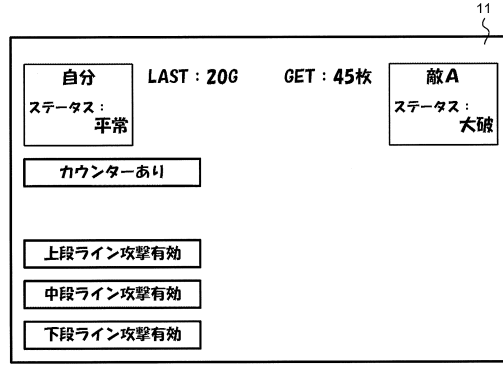 11
自分 LAST：20G GET：45枚 敵A
ステータス： ステータス：
平常 大破
カウンターあり
上段ライン攻撃有効
中段ライン攻撃有効
下段ライン攻撃有効